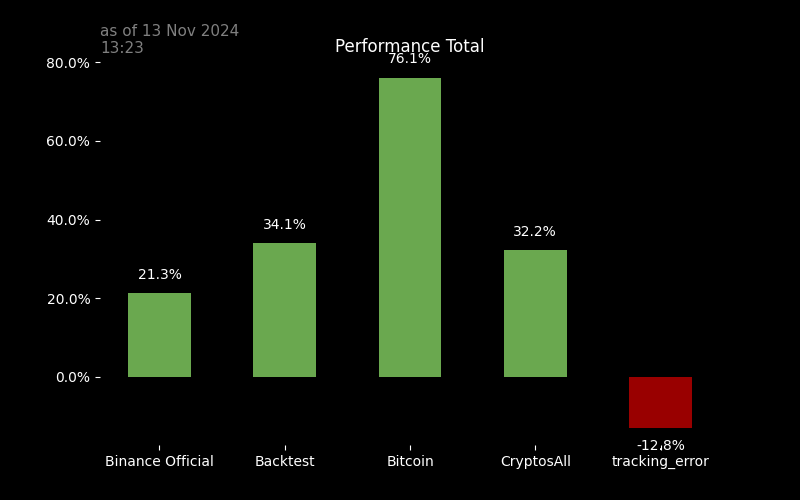 as of 13 Nov 2024
13:23
Performance Total
80.0%
60.0%
40.0%
20.0%
0.0%
21.3%
34.1%
76.1%
32.2%
-12.8%
Binance Official
Backtest
Bitcoin
CryptosAll
tracking_error